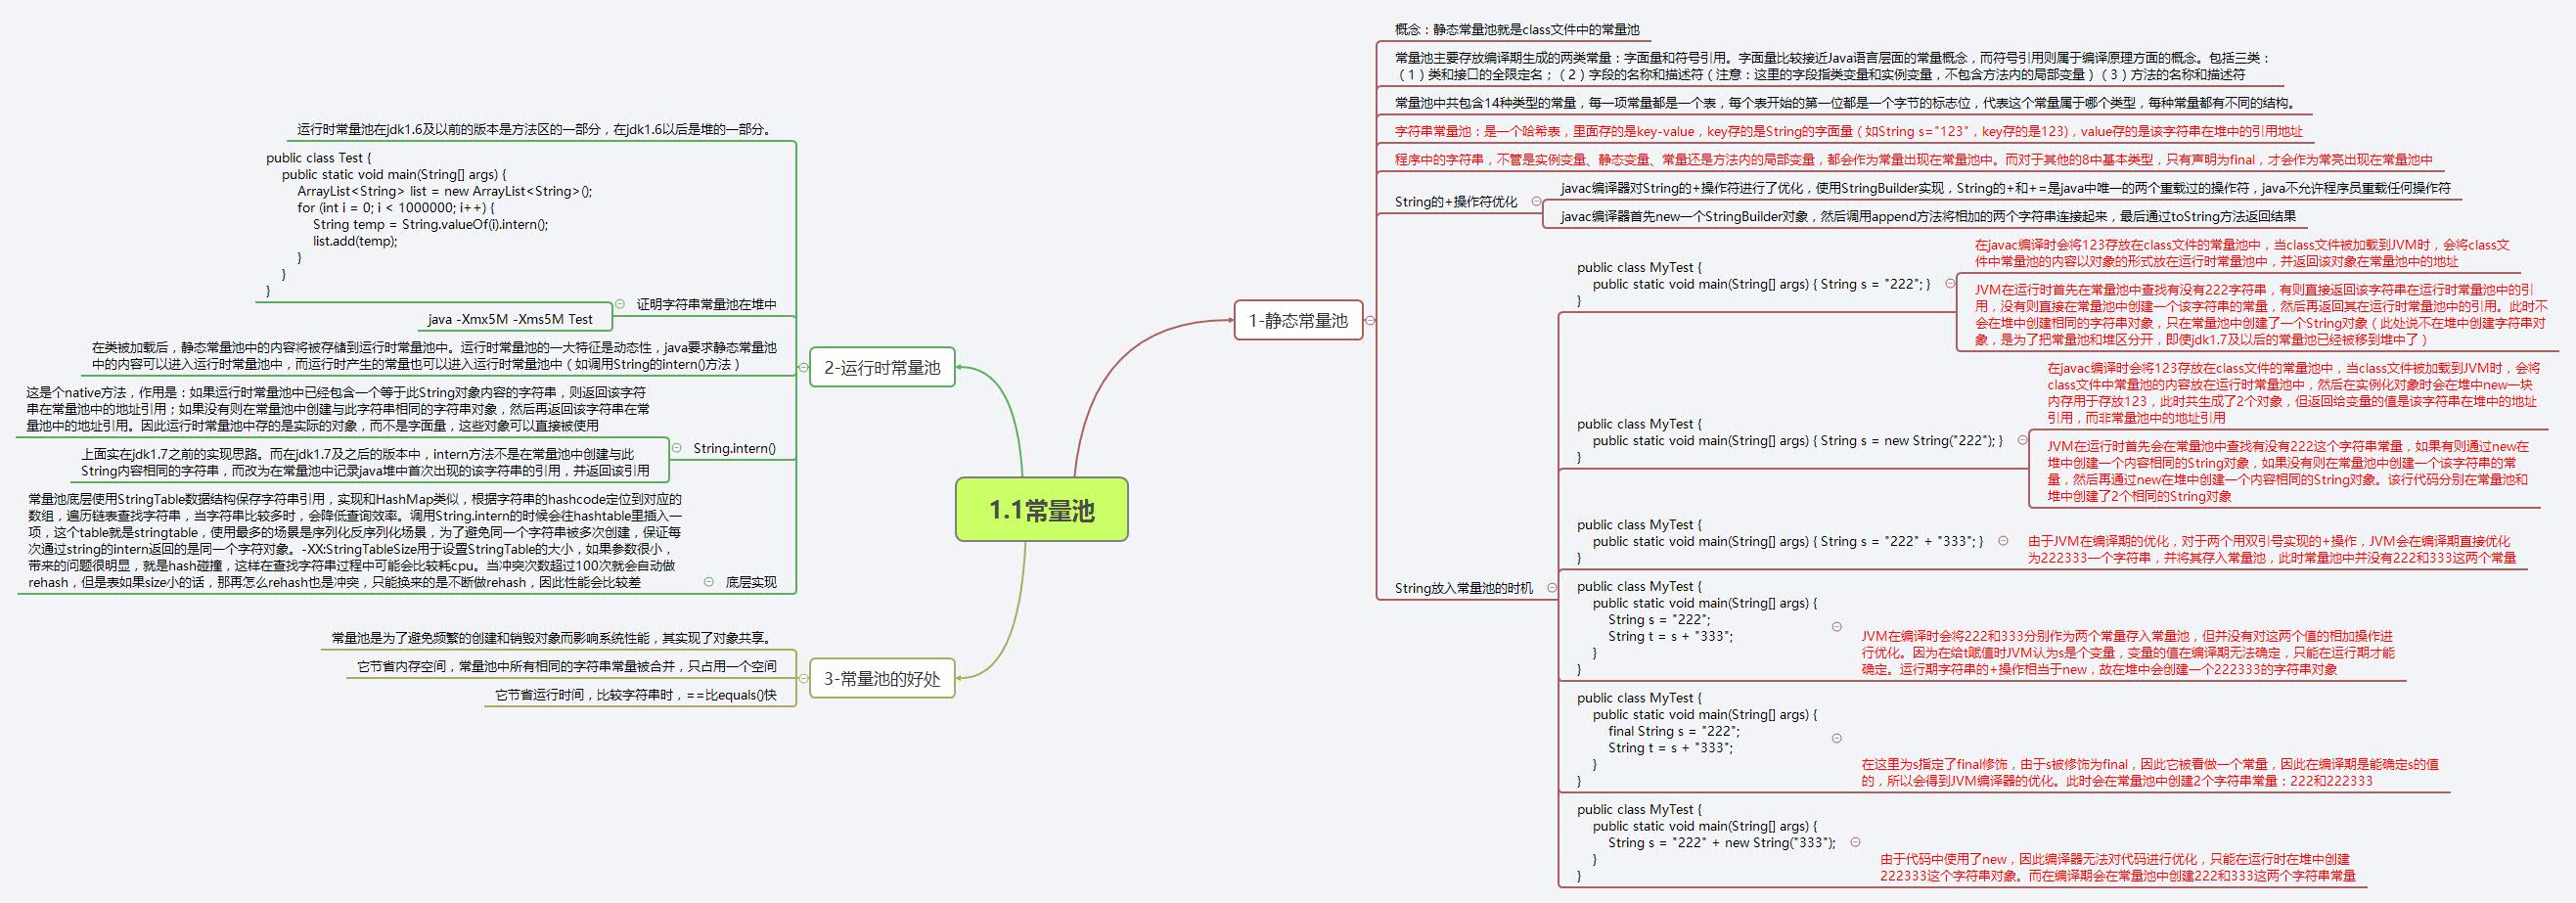 1.1常量池
1-静态常量池
概念：静态常量池就是class文件中的常量池
常量池主要存放编译期生成的两类常量：字面量和符号引用。字面量比较接近Java语言层面的常量概念，而符号引用则属于编译原理方面的概念。包括三类：
（1）类和接口的全限定名；（2）字段的名称和描述符（注意：这里的字段指类变量和实例变量，不包含方法内的局部变量）（3）方法的名称和描述符
常量池中共包含14种类型的常量，每一项常量都是一个表，每个表开始的第一位都是一个字节的标志位，代表这个常量属于哪个类型，每种常量都有不同的结构。
字符串常量池：是一个哈希表，里面存的是key-value，key存的是String的字面量（如String s="123"，key存的是123)，value存的是该字符串在堆中的引用地址
程序中的字符串，不管是实例变量、静态变量、常量还是方法内的局部变量，都会作为常量出现在常量池中。而对于其他的8中基本类型，只有声明为final，才会作为常亮出现在常量池中
String的+操作符优化
javac编译器对String的+操作符进行了优化，使用StringBuilder实现，String的+和+=是java中唯一的两个重载过的操作符，java不允许程序员重载任何操作符
javac编译器首先new一个StringBuilder对象，然后调用append方法将相加的两个字符串连接起来，最后通过toString方法返回结果
String放入常量池的时机
public class MyTest {
public static void main(String[] args) { String s = "222"; }
}
在javac编译时会将123存放在class文件的常量池中，当class文件被加载到JVM时，会将class文
件中常量池的内容以对象的形式放在运行时常量池中，并返回该对象在常量池中的地址
JVM在运行时首先在常量池中查找有没有222字符串，有则直接返回该字符串在运行时常量池中的引
用，没有则直接在常量池中创建一个该字符串的常量，然后再返回其在运行时常量池中的引用。此时不
会在堆中创建相同的字符串对象，只在常量池中创建了一个String对象（此处说不在堆中创建字符串对
象，是为了把常量池和堆区分开，即使jdk1.7及以后的常量池已经被移到堆中了）
public class MyTest {
public static void main(String[] args) { String s = new String("222"); }
}
在javac编译时会将123存放在class文件的常量池中，当class文件被加载到JVM时，会将
class文件中常量池的内容放在运行时常量池中，然后在实例化对象时会在堆中new一块
内存用于存放123，此时共生成了2个对象，但返回给变量的值是该字符串在堆中的地址
引用，而非常量池中的地址引用
JVM在运行时首先会在常量池中查找有没有222这个字符串常量，如果有则通过new在
堆中创建一个内容相同的String对象，如果没有则在常量池中创建一个该字符串的常
量，然后再通过new在堆中创建一个内容相同的String对象。该行代码分别在常量池和
堆中创建了2个相同的String对象
public class MyTest {
public static void main(String[] args) { String s = "222" + "333"; }
}
由于JVM在编译期的优化，对于两个用双引号实现的+操作，JVM会在编译期直接优化
为222333一个字符串，并将其存入常量池，此时常量池中并没有222和333这两个常量
public class MyTest {
public static void main(String[] args) {
String s = "222";
String t = s + "333";
}
}
JVM在编译时会将222和333分别作为两个常量存入常量池，但并没有对这两个值的相加操作进
行优化。因为在给t赋值时JVM认为s是个变量，变量的值在编译期无法确定，只能在运行期才能
确定。运行期字符串的+操作相当于new，故在堆中会创建一个222333的字符串对象
public class MyTest {
public static void main(String[] args) {
final String s = "222";
String t = s + "333";
}
}
在这里为s指定了final修饰，由于s被修饰为final，因此它被看做一个常量，因此在编译期是能确定s的值
的，所以会得到JVM编译器的优化。此时会在常量池中创建2个字符串常量：222和222333
public class MyTest {
public static void main(String[] args) {
String s = "222" + new String("333");
}
}
由于代码中使用了new，因此编译器无法对代码进行优化，只能在运行时在堆中创建
222333这个字符串对象。而在编译期会在常量池中创建222和333这两个字符串常量
2-运行时常量池
运行时常量池在jdk1.6及以前的版本是方法区的一部分，在jdk1.6以后是堆的一部分。
证明字符串常量池在堆中
public class Test {
public static void main(String[] args) {
ArrayList<String> list = new ArrayList<String>();
for (int i = 0; i < 1000000; i++) {
String temp = String.valueOf(i).intern();
list.add(temp);
}
}
}
java -Xmx5M -Xms5M Test
在类被加载后，静态常量池中的内容将被存储到运行时常量池中。运行时常量池的一大特征是动态性，java要求静态常量池
中的内容可以进入运行时常量池中，而运行时产生的常量也可以进入运行时常量池中（如调用String的intern()方法）
String.intern()
这是个native方法，作用是：如果运行时常量池中已经包含一个等于此String对象内容的字符串，则返回该字符
串在常量池中的地址引用；如果没有则在常量池中创建与此字符串相同的字符串对象，然后再返回该字符串在常
量池中的地址引用。因此运行时常量池中存的是实际的对象，而不是字面量，这些对象可以直接被使用
上面实在jdk1.7之前的实现思路。而在jdk1.7及之后的版本中，intern方法不是在常量池中创建与此
String内容相同的字符串，而改为在常量池中记录java堆中首次出现的该字符串的引用，并返回该引用
底层实现
常量池底层使用StringTable数据结构保存字符串引用，实现和HashMap类似，根据字符串的hashcode定位到对应的
数组，遍历链表查找字符串，当字符串比较多时，会降低查询效率。调用String.intern的时候会往hashtable里插入一
项，这个table就是stringtable，使用最多的场景是序列化反序列化场景，为了避免同一个字符串被多次创建，保证每
次通过string的intern返回的是同一个字符对象。-XX:StringTableSize用于设置StringTable的大小，如果参数很小，
带来的问题很明显，就是hash碰撞，这样在查找字符串过程中可能会比较耗cpu。当冲突次数超过100次就会自动做
rehash，但是表如果size小的话，那再怎么rehash也是冲突，只能换来的是不断做rehash，因此性能会比较差
3-常量池的好处
常量池是为了避免频繁的创建和销毁对象而影响系统性能，其实现了对象共享。
它节省内存空间，常量池中所有相同的字符串常量被合并，只占用一个空间
它节省运行时间，比较字符串时，==比equals()快